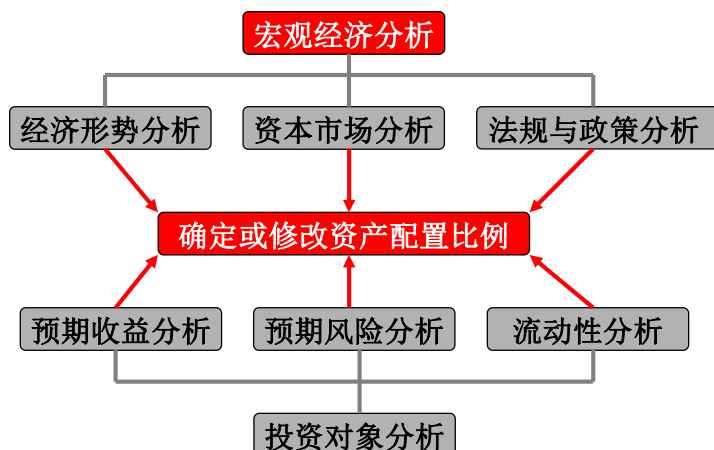 宏观经济分析
经济形势分析
资本市场分析
法规与政策分析
确定或修改资产配置比例
预期收益分析
预期风险分析
流动性分析
投资对象分析